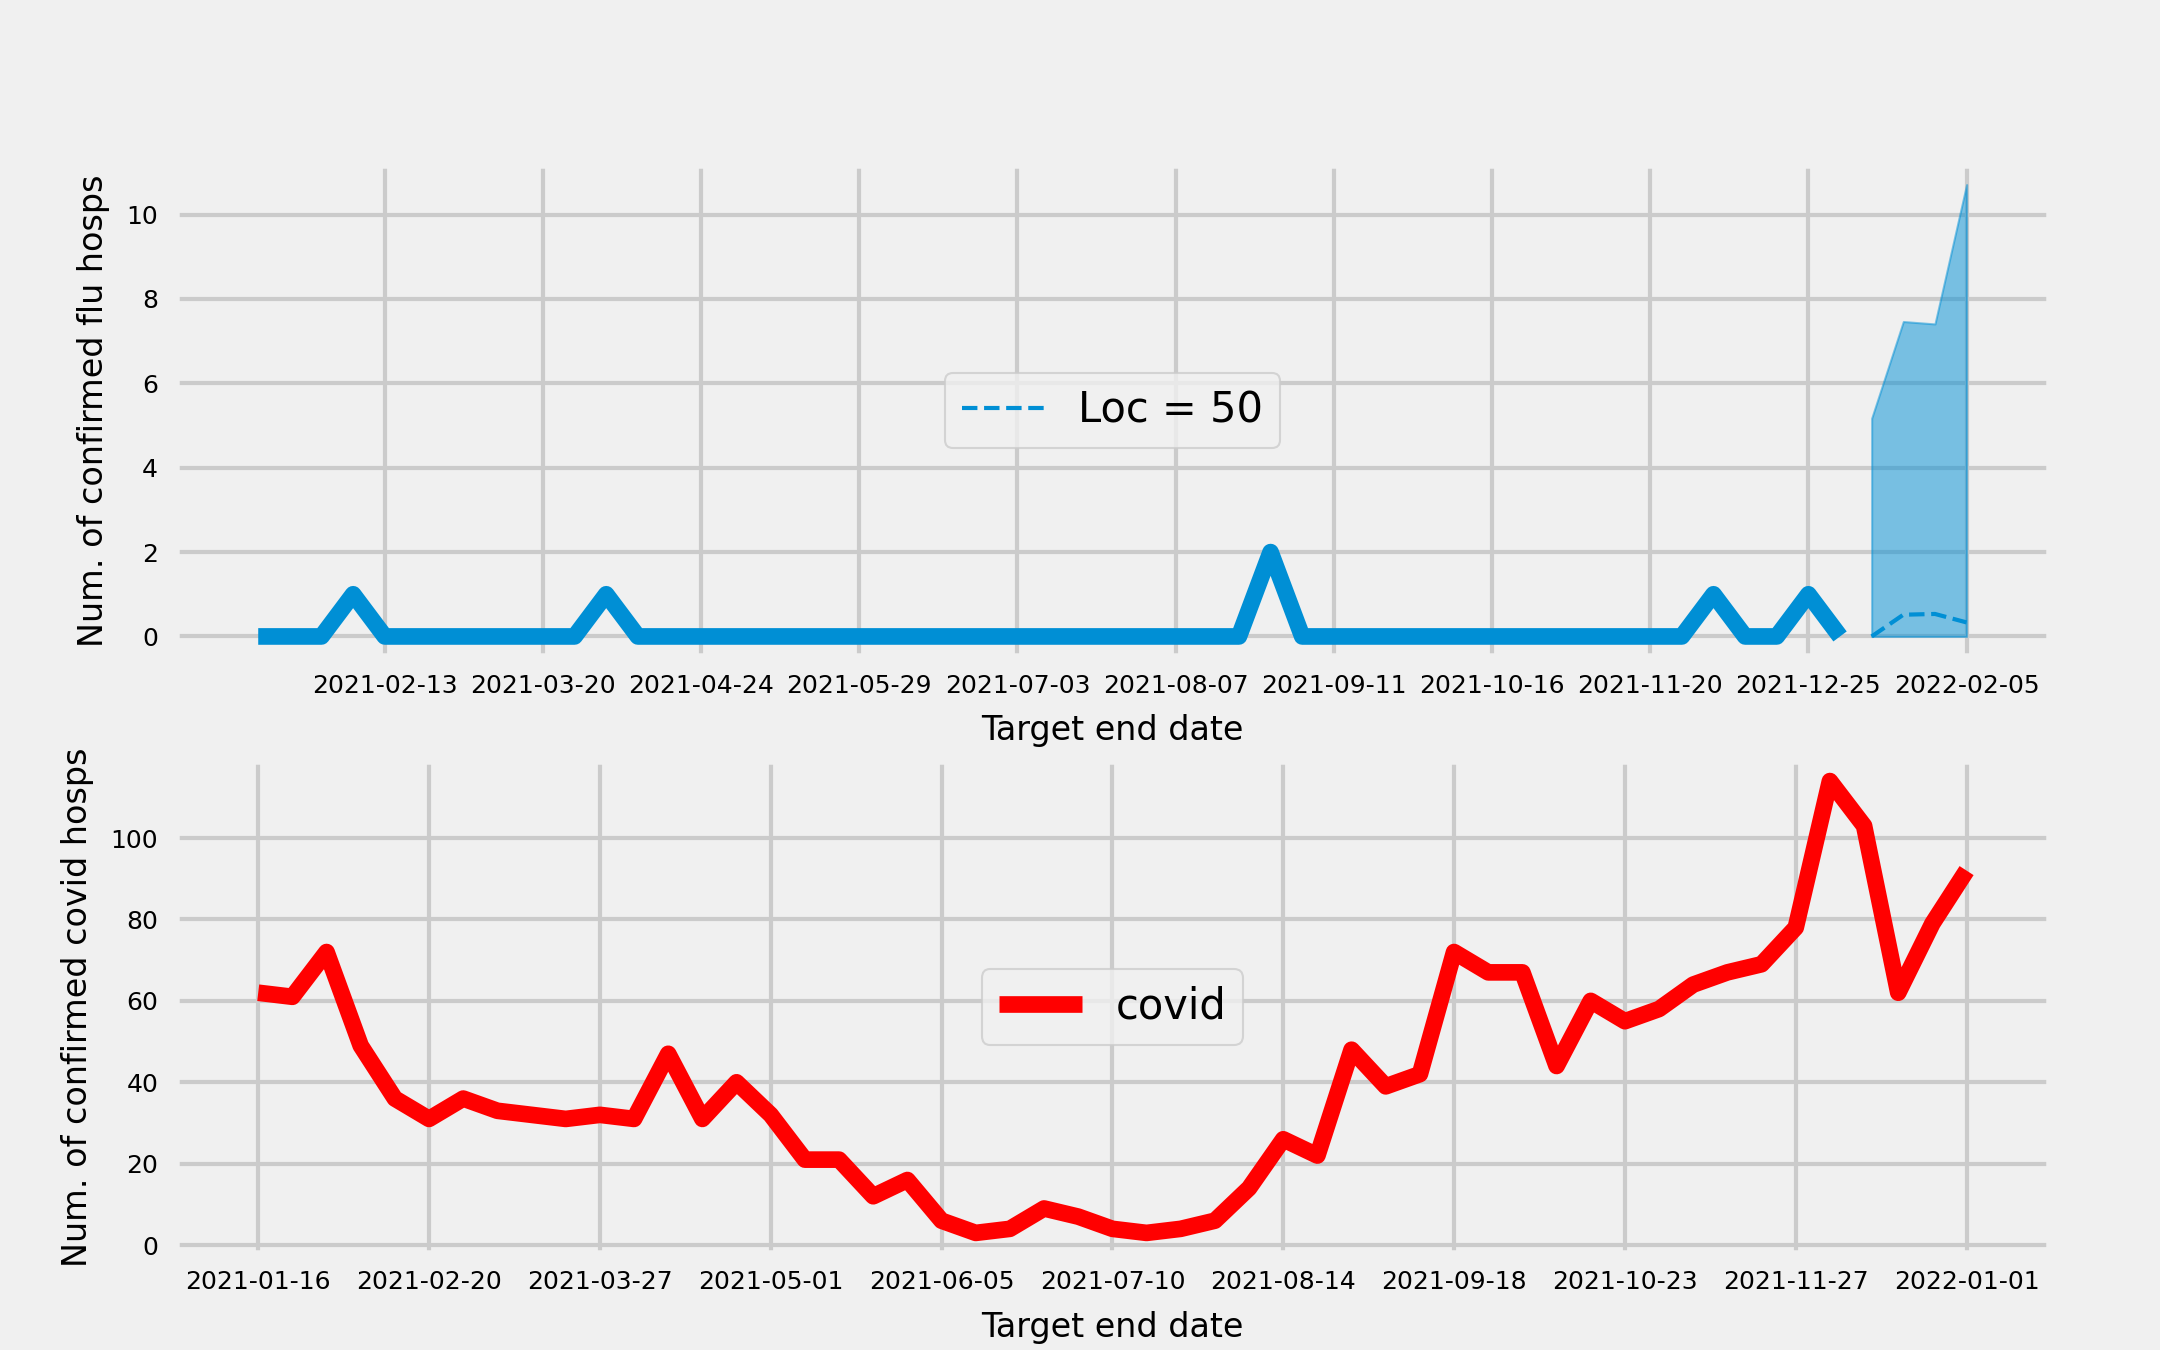 Num. of confirmed flu hosps
10
8
6
4
2
0
Loc = 50
2021-02-13 2021-03-20 2021-04-24 2021-05-29 2021-07-03 2021-08-07 2021-09-11 2021-10-16 2021-11-20 2021-12-25 2022-02-05
Target end date
Num. of confirmed covid hosps
100
80
60
40
20
0
covid
2021-01-16 2021-02-20 2021-03-27 2021-05-01 2021-06-05 2021-07-10 2021-08-14 2021-09-18 2021-10-23 2021-11-27 2022-01-01
Target end date